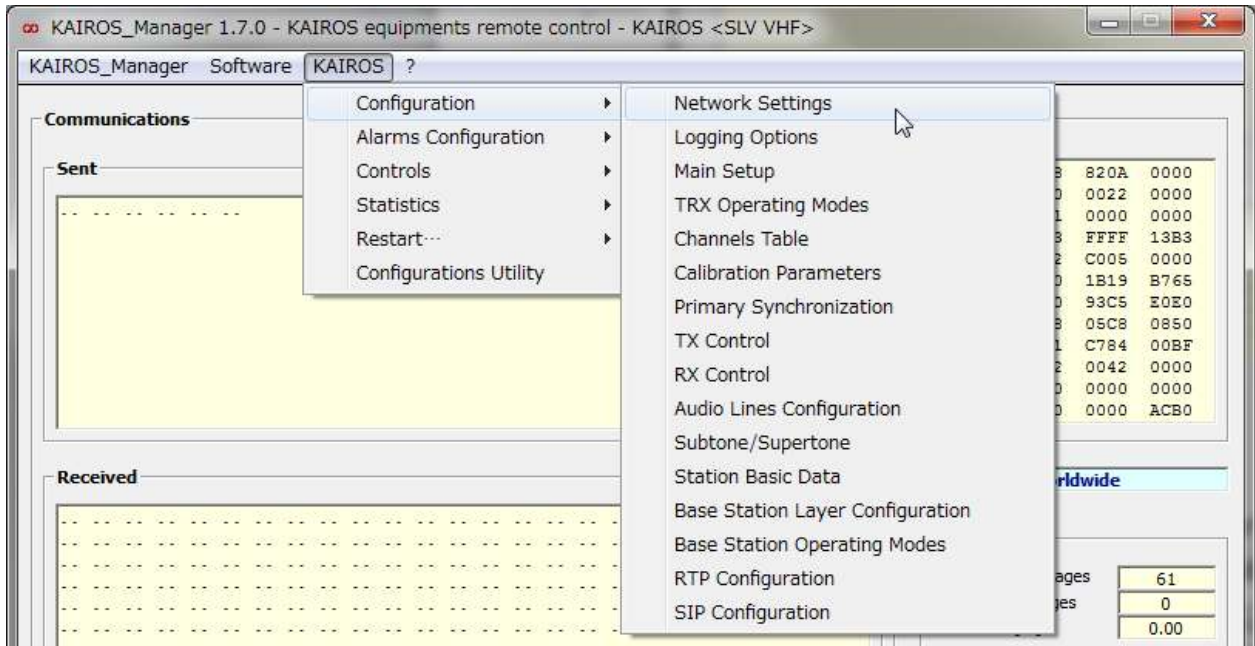 KAIROS_Manager 1.7.0 - KAIROS equipments remote control - KAIROS <SLV VHF>
KAIROS_Manager Software KAIROS ?
Communications
Sent
-- -- -- -- -- --
Configuration
Alarms Configuration
Controls
Statistics
Restart…
Configurations Utility
Network Settings
Logging Options
Main Setup
TRX Operating Modes
Channels Table
Calibration Parameters
Primary Synchronization
TX Control
RX Control
Audio Lines Configuration
Subtone/Supertone
Station Basic Data
Base Station Layer Configuration
Base Station Operating Modes
RTP Configuration
SIP Configuration
820A 0000
0022 0000
0000 0000
FFFF 13B3
C005 0000
1B19 B765
93C5 E0E0
05C8 0850
C784 00BF
0042 0000
0000 0000
0000 ACB0
Received
-- -- -- -- -- -- -- -- -- -- -- -- -- -- -- -- -- --
-- -- -- -- -- -- -- -- -- -- -- -- -- -- -- -- -- --
-- -- -- -- -- -- -- -- -- -- -- -- -- -- -- -- -- --
-- -- -- -- -- -- -- -- -- -- -- -- -- -- -- -- -- --
-- -- -- -- -- -- -- -- -- -- -- -- -- -- -- -- -- --
-- -- -- -- -- -- -- -- -- -- -- -- -- -- -- -- -- --
rldwide
ages 61
ges 0
0.00